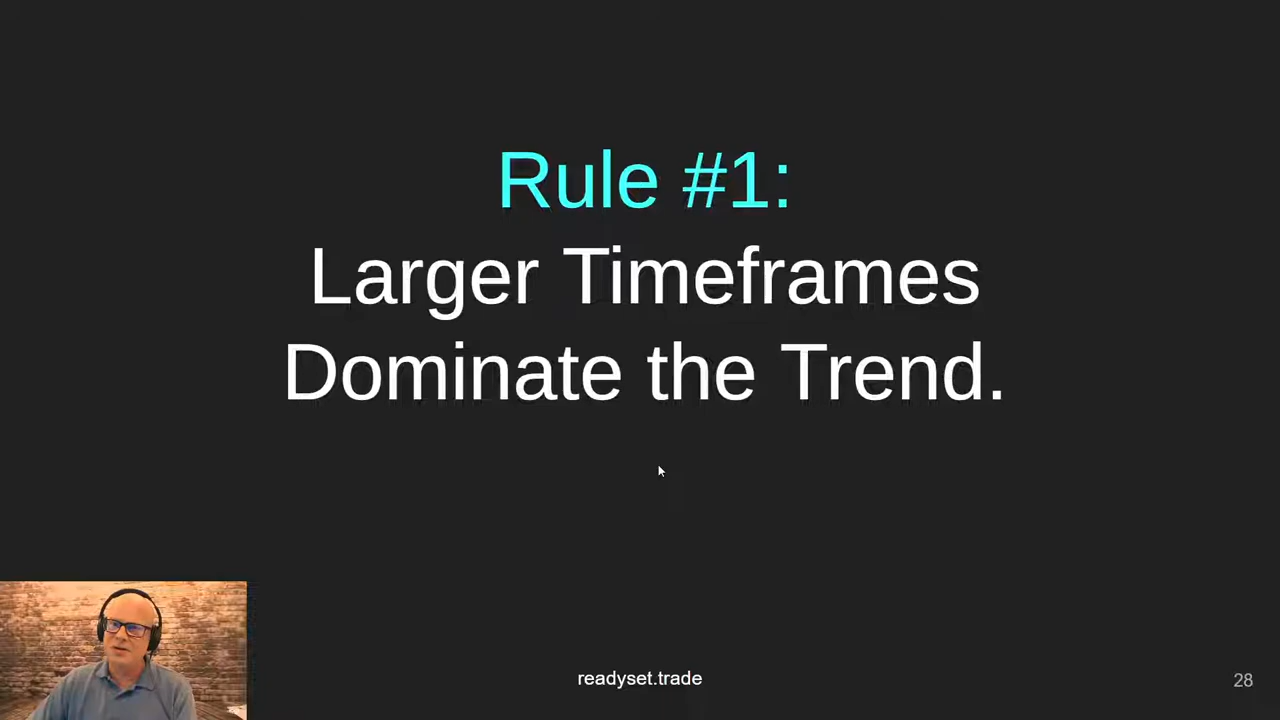 Rule #1:
Larger Timeframes
Dominate the Trend.
readyset.trade
28